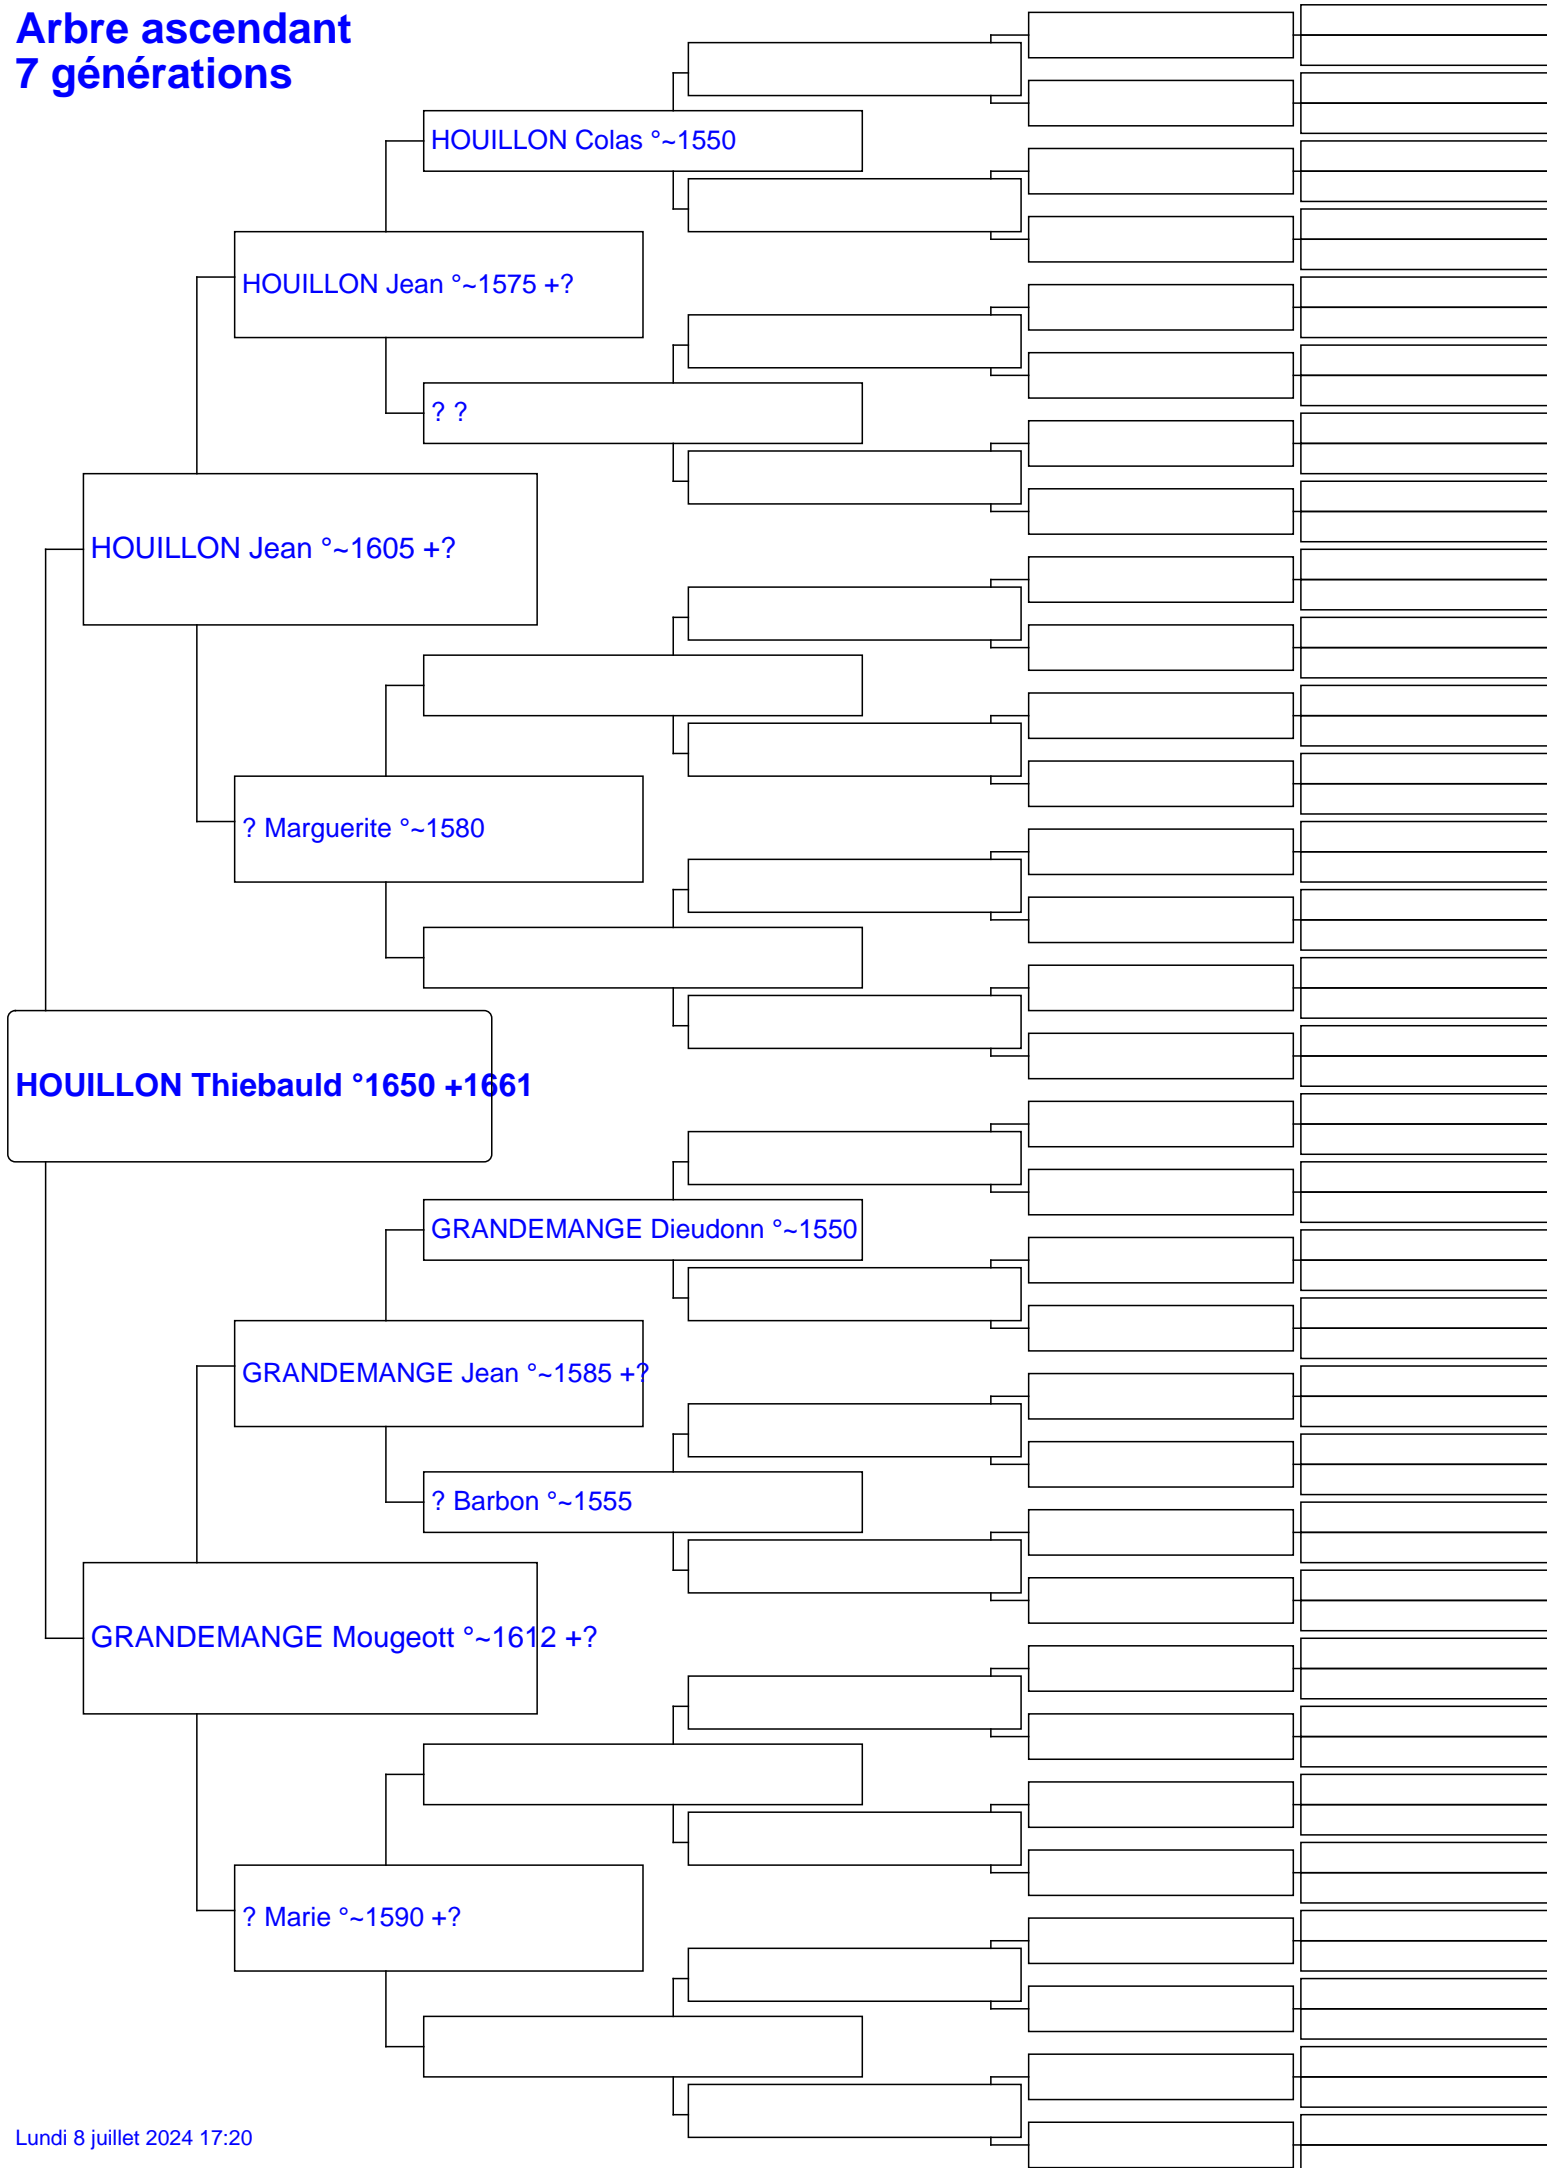 Arbre ascendant
7 générations
HOUILLON Colas °~1550
HOUILLON Jean °~1575 +?
? ?
HOUILLON Jean °~1605 +?
? Marguerite °~1580
HOUILLON Thiebauld °1650 +1661
GRANDEMANGE Dieudonn °~1550
GRANDEMANGE Jean °~1585 +?
? Barbon °~1555
GRANDEMANGE Mougeott °~1612 +?
? Marie °~1590 +?
Lundi 8 juillet 2024 17:20